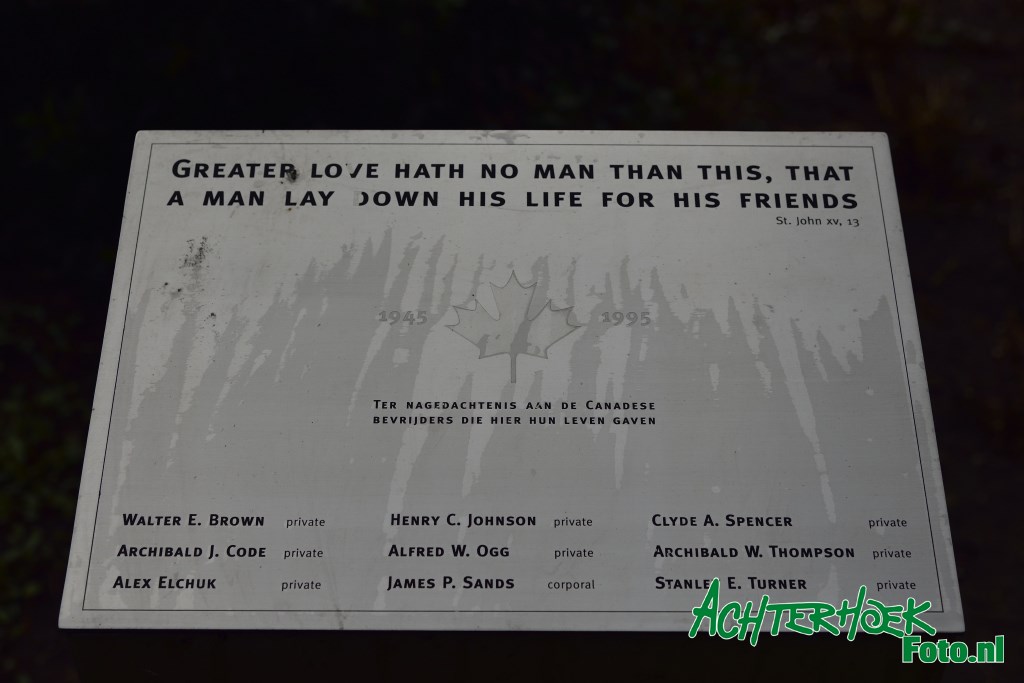 GREATER LOVE HATH NO MAN THAN THIS, THAT
A MAN LAY DOWN HIS LIFE FOR HIS FRIENDS
St. John xv, 13
1945 1995
TER NAGEDACHTENIS AAN DE CANADESE
BEVRIJDERS DIE HIER HUN LEVEN GAVEN
WALTER E. BROWN private HENRY C. JOHNSON private CLYDE A. SPENCER private
ARCHIBALD J. CODE private ALFRED W. OGG private ARCHIBALD W. THOMPSON private
ALEX ELCHUK private JAMES P. SANDS corporal STANLEY E. TURNER private
ACHTERHOEK
Foto.nl